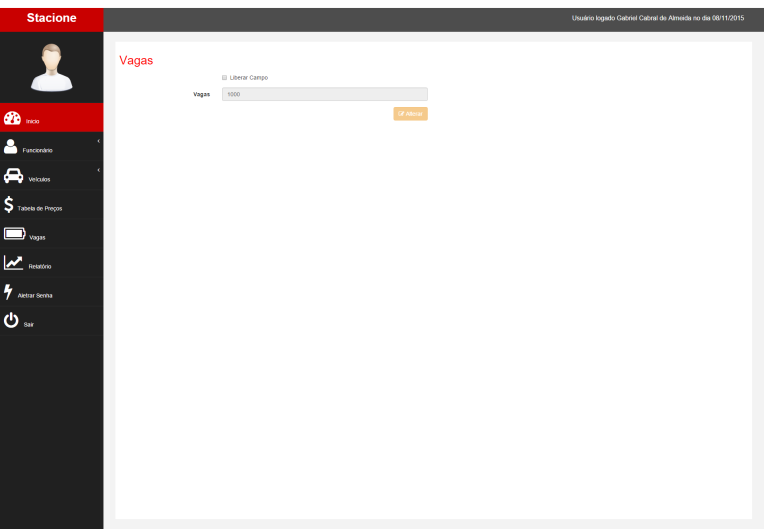 Stacione
Usuário logado Gabriel Cabral de Almeida no dia 08/11/2015
Vagas
Liberar Campo
Vagas
1000
Alterar
Inicio
Funcionário
Veículos
Tabela de Preços
Vagas
Relatório
Aletrar Senha
Sair